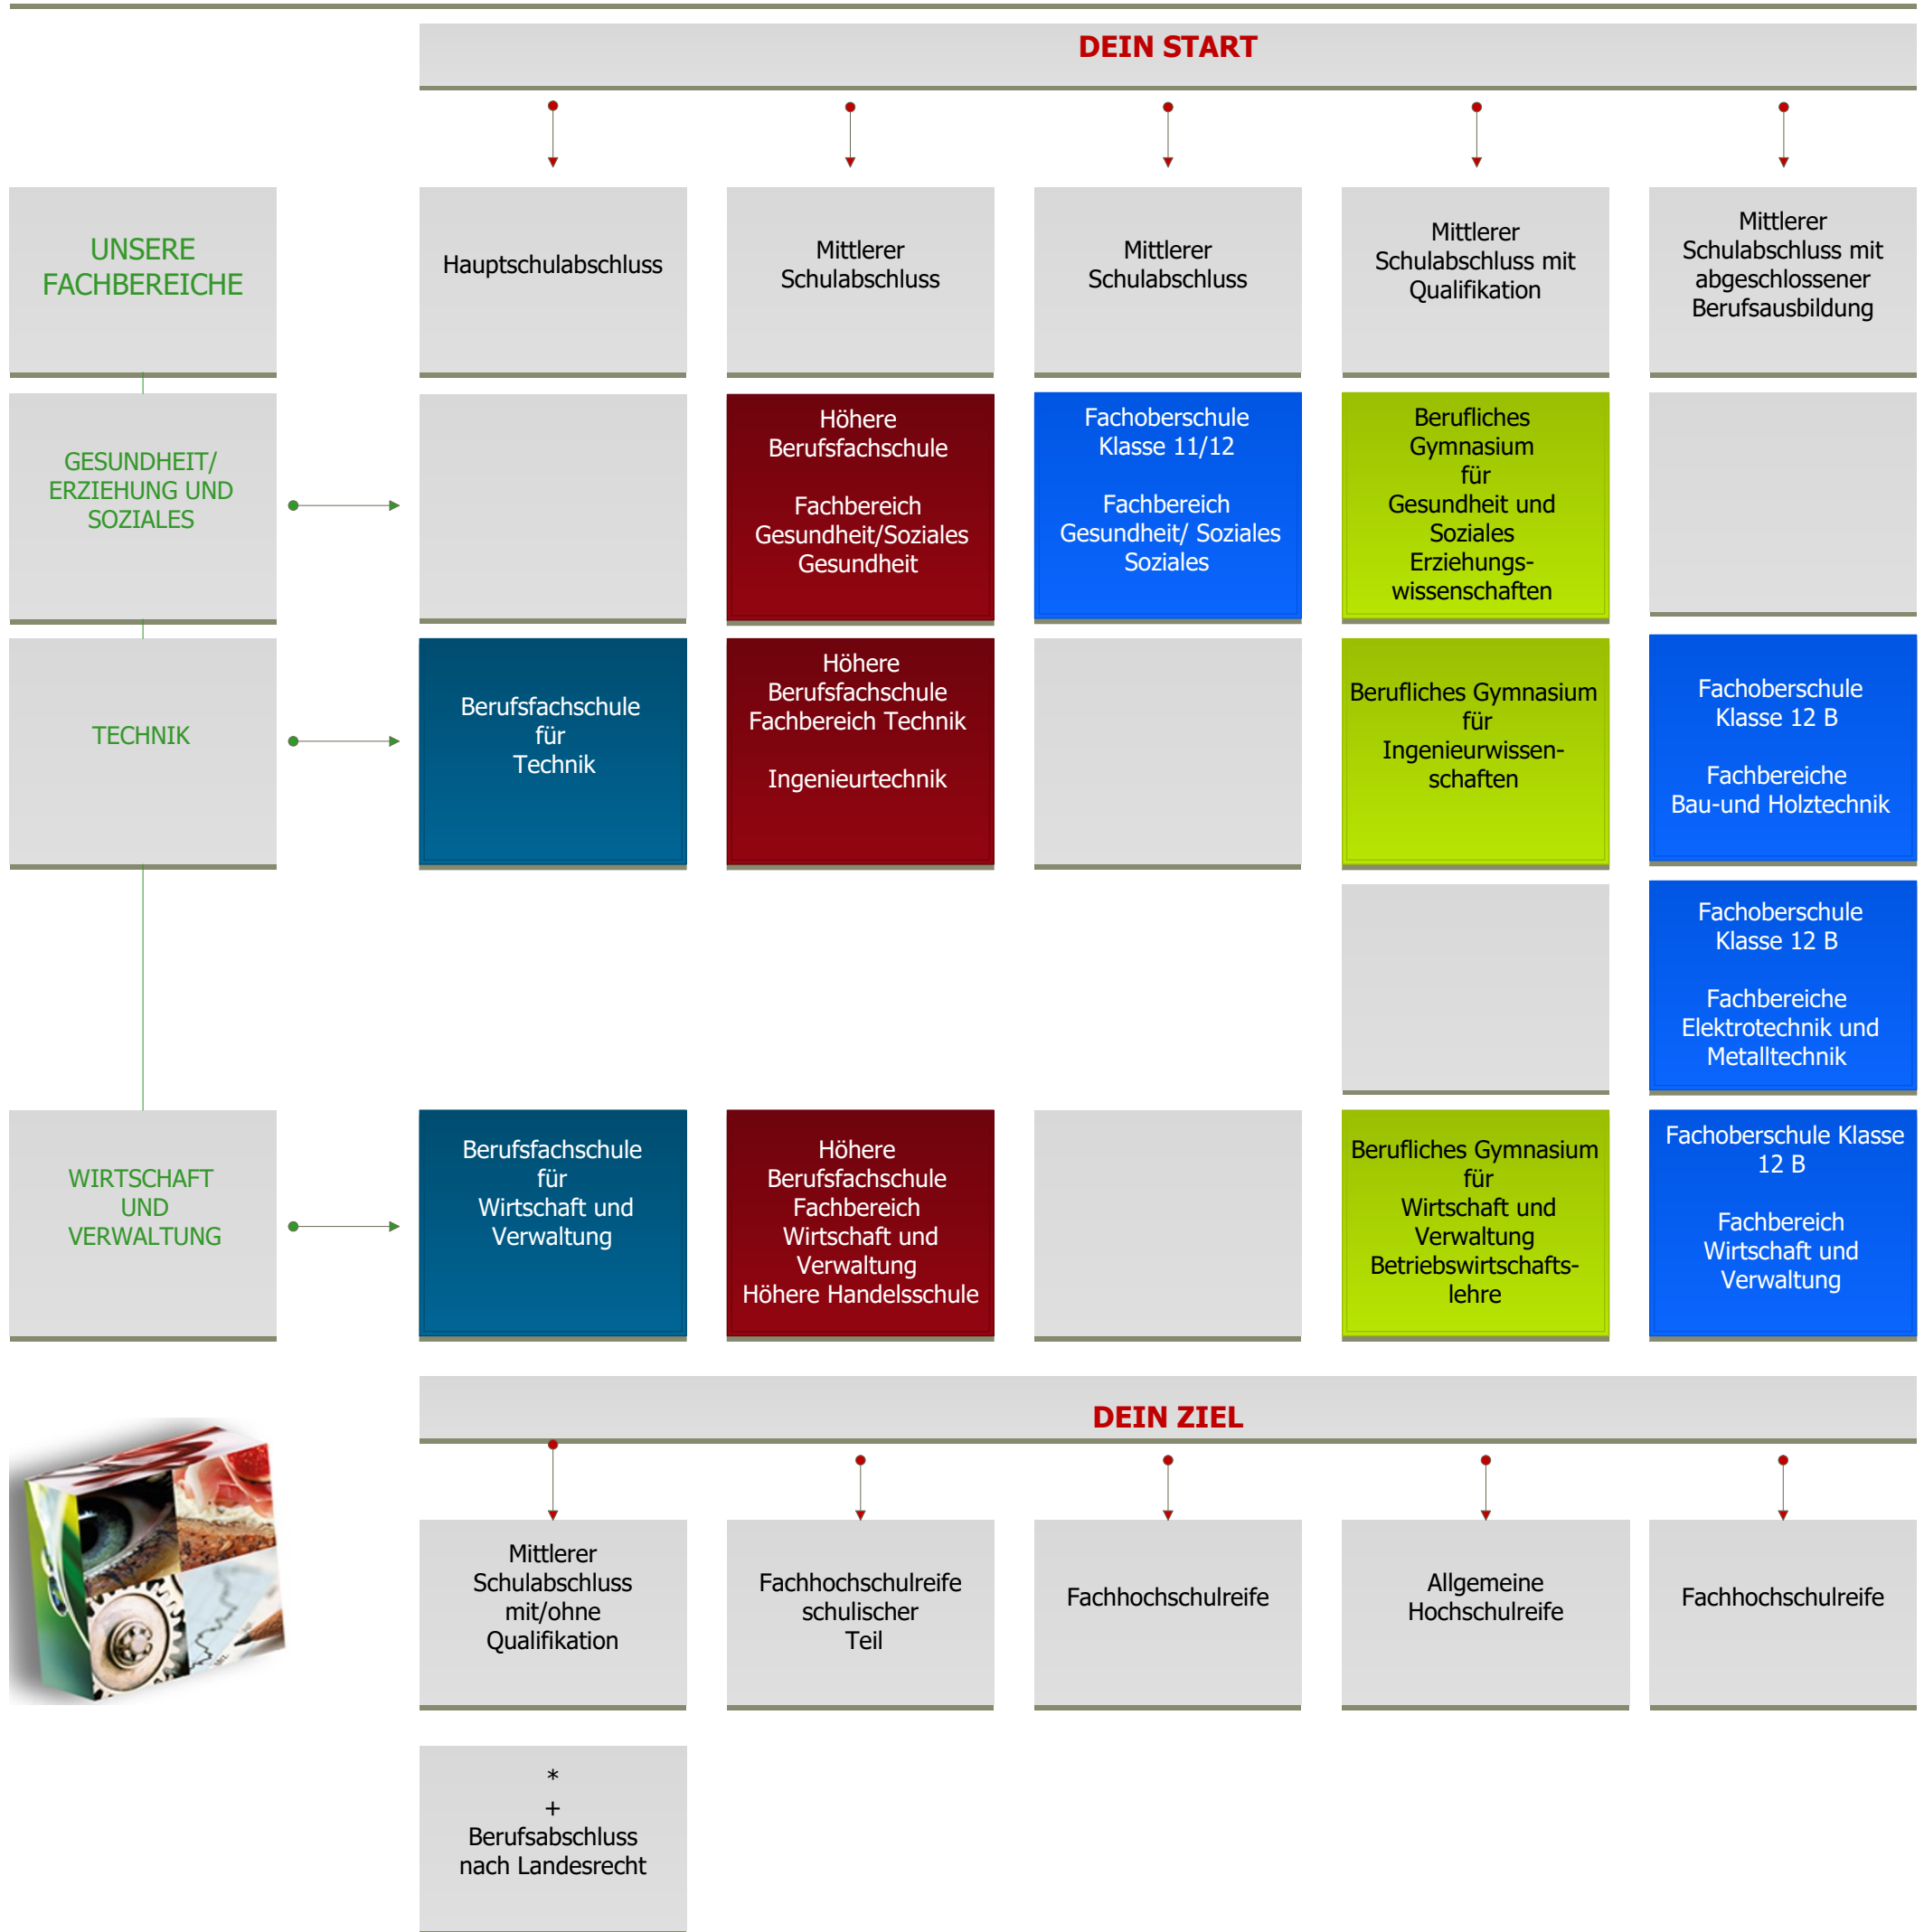 DEIN START
UNSERE
FACHBEREICHE
Hauptschulabschluss
Mittlerer
Schulabschluss
Mittlerer
Schulabschluss
Mittlerer
Schulabschluss mit
Qualifikation
Mittlerer
Schulabschluss mit
abgeschlossener
Berufsausbildung
GESUNDHEIT/
ERZIEHUNG UND
SOZIALES
Höhere
Berufsfachschule
Fachbereich
Gesundheit/Soziales
Gesundheit
Fachoberschule
Klasse 11/12
Fachbereich
Gesundheit/ Soziales
Soziales
Berufliches
Gymnasium
für
Gesundheit und
Soziales
Erziehungs-
wissenschaften
TECHNIK
Berufsfachschule
für
Technik
Höhere
Berufsfachschule
Fachbereich Technik
Ingenieurtechnik
Berufliches Gymnasium
für
Ingenieurwissen-
schaften
Fachoberschule
Klasse 12 B
Fachbereiche
Bau-und Holztechnik
Fachoberschule
Klasse 12 B
Fachbereiche
Elektrotechnik und
Metalltechnik
WIRTSCHAFT
UND
VERWALTUNG
Berufsfachschule
für
Wirtschaft und
Verwaltung
Höhere
Berufsfachschule
Fachbereich
Wirtschaft und
Verwaltung
Höhere Handelsschule
Berufliches Gymnasium
für
Wirtschaft und
Verwaltung
Betriebswirtschafts-
lehre
Fachoberschule Klasse
12 B
Fachbereich
Wirtschaft und
Verwaltung
DEIN ZIEL
Mittlerer
Schulabschluss
mit/ohne
Qualifikation
Fachhochschulreife
schulischer
Teil
Fachhochschulreife
Allgemeine
Hochschulreife
Fachhochschulreife
*
+
Berufsabschluss
nach Landesrecht